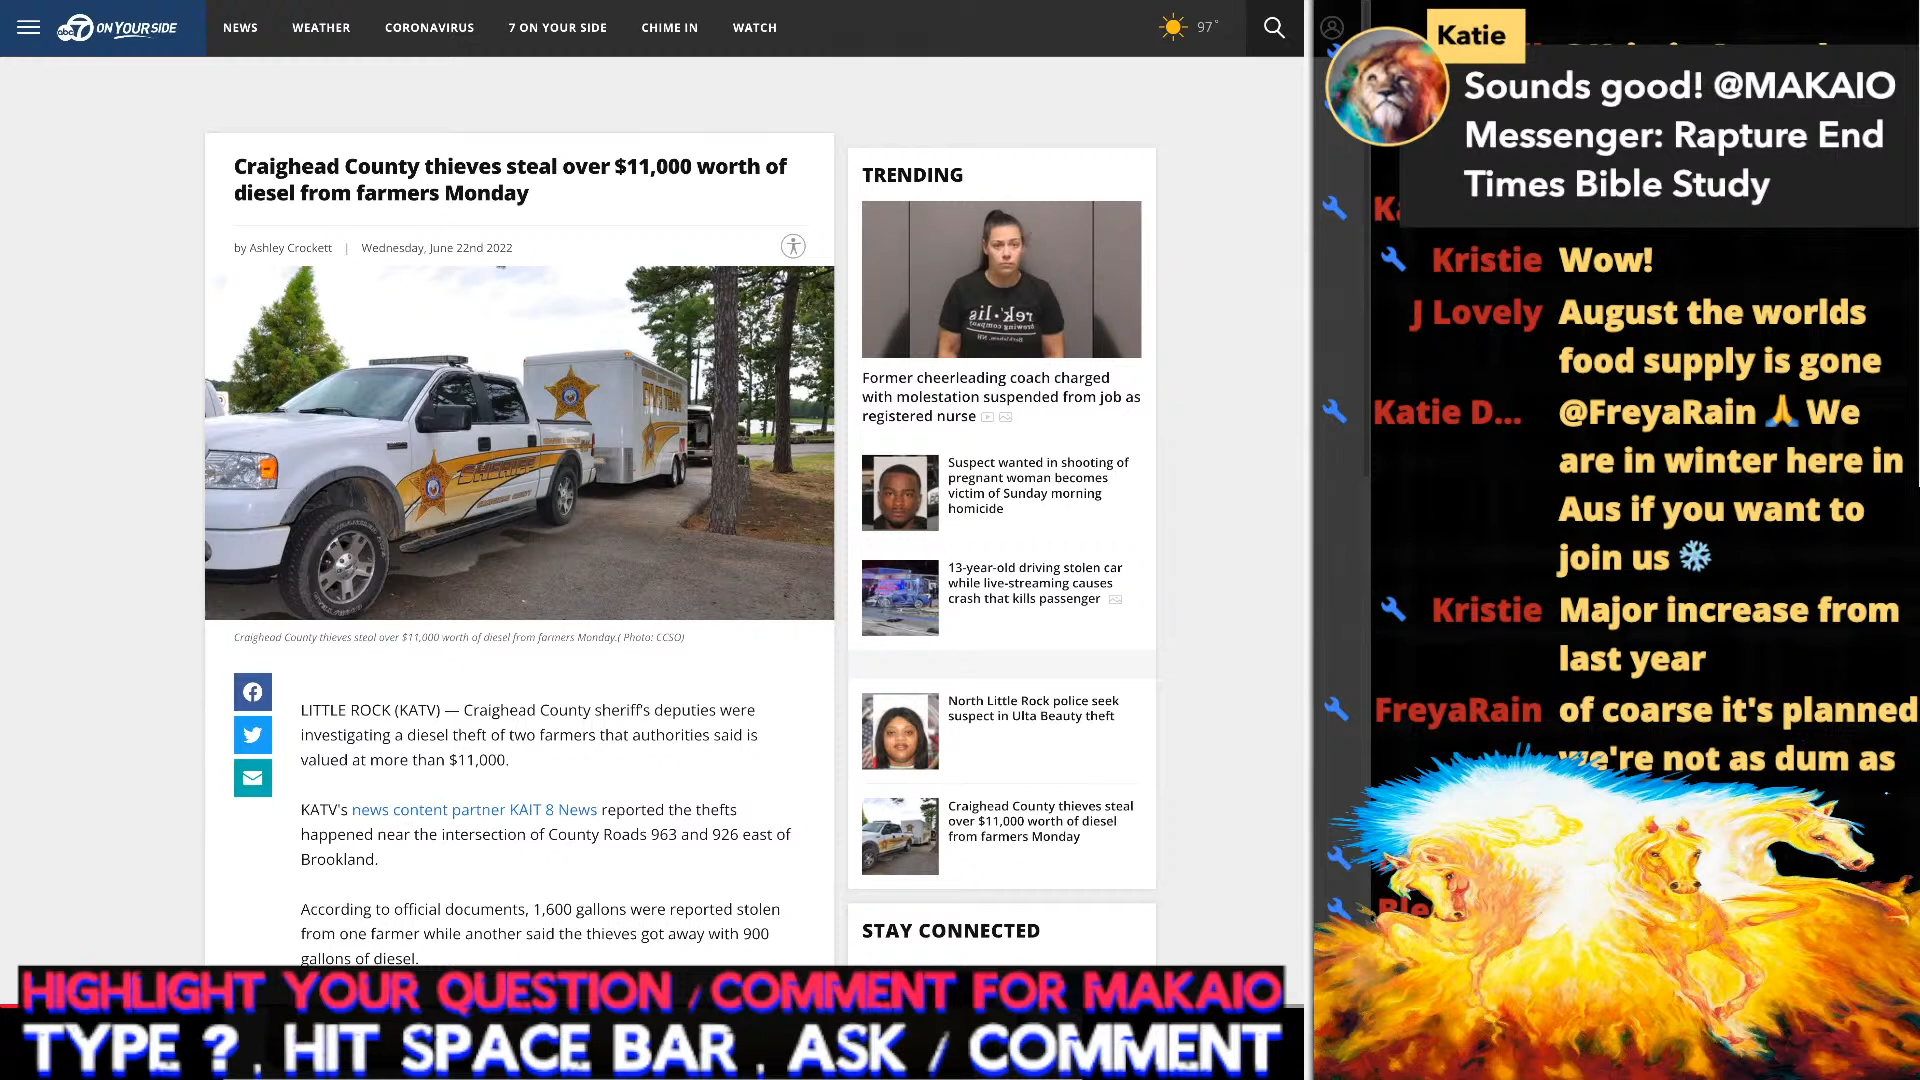 abc 7 ON YOUR SIDE
NEWS
WEATHER
CORONAVIRUS
7 ON YOUR SIDE
CHIME IN
WATCH
97°
Craighead County thieves steal over $11,000 worth of
diesel from farmers Monday
by Ashley Crockett | Wednesday, June 22nd 2022
SHERIFF
Craighead County thieves steal over $11,000 worth of diesel from farmers Monday.( Photo: CCSO)
LITTLE ROCK (KATV) — Craighead County sheriff's deputies were
investigating a diesel theft of two farmers that authorities said is
valued at more than $11,000.
KATV's news content partner KAIT 8 News reported the thefts
happened near the intersection of County Roads 963 and 926 east of
Brookland.
According to official documents, 1,600 gallons were reported stolen
from one farmer while another said the thieves got away with 900
gallons of diesel.
TRENDING
rek·lis
brewing company
Former cheerleading coach charged
with molestation suspended from job as
registered nurse
Suspect wanted in shooting of
pregnant woman becomes
victim of Sunday morning
homicide
13-year-old driving stolen car
while live-streaming causes
crash that kills passenger
North Little Rock police seek
suspect in Ulta Beauty theft
Craighead County thieves steal
over $11,000 worth of diesel
from farmers Monday
STAY CONNECTED
Katie
Sounds good! @MAKAIO
Messenger: Rapture End
Times Bible Study
Kristie Wow!
J Lovely August the worlds
food supply is gone
Katie D... @FreyaRain 🙏 We
are in winter here in
Aus if you want to
join us ❄️
Kristie Major increase from
last year
FreyaRain of coarse it's planned
we're not as dum as
HIGHLIGHT YOUR QUESTION / COMMENT FOR MAKAIO
TYPE ? , HIT SPACE BAR , ASK / COMMENT